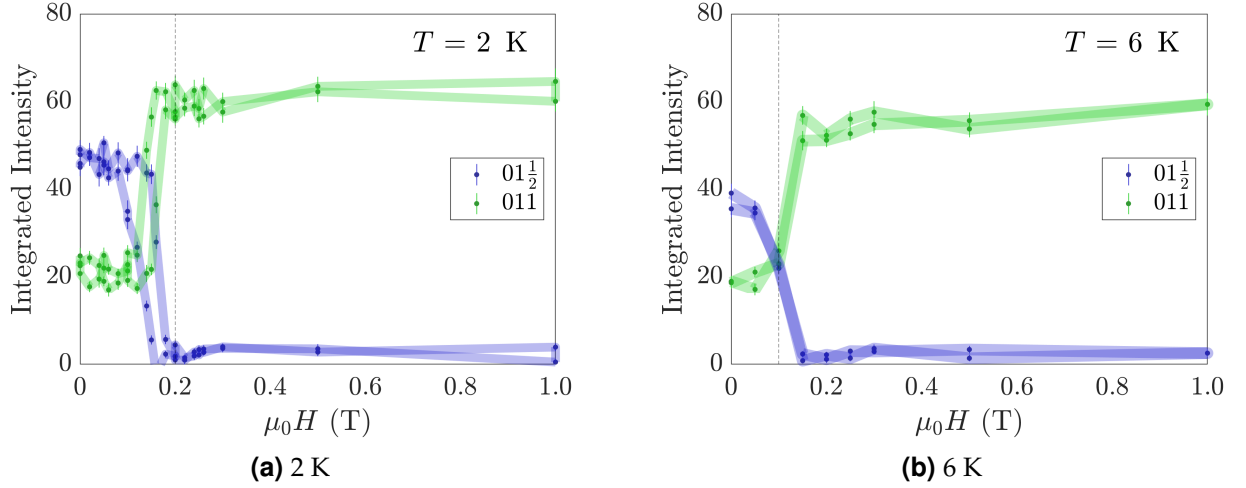 80
60
40
20
0
Integrated Intensity
T = 2 K
01½
011
0 0.2 0.4 0.6 0.8 1.0
μ₀H (T)
(a) 2 K
80
60
40
20
0
Integrated Intensity
T = 6 K
01½
011
0 0.2 0.4 0.6 0.8 1.0
μ₀H (T)
(b) 6 K